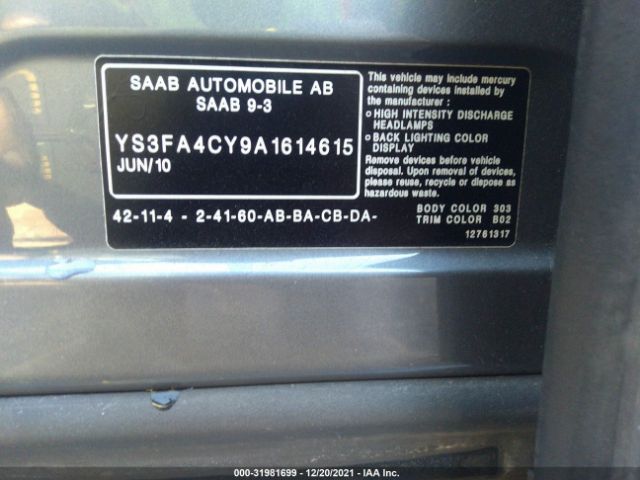 SAAB AUTOMOBILE AB
SAAB 9-3
YS3FA4CY9A1614615
JUN/10
42-11-4 - 2-41-60-AB-BA-CB-DA-
This vehicle may include mercury
containing devices installed by
the manufacturer :
HIGH INTENSITY DISCHARGE
HEADLAMPS
BACK LIGHTING COLOR
DISPLAY
Remove devices before vehicle
disposal. Upon removal of devices,
please reuse, recycle or dispose as
hazardous waste.
BODY COLOR 303
TRIM COLOR B02
12761317
000-31981699 - 12/20/2021 - IAA Inc.